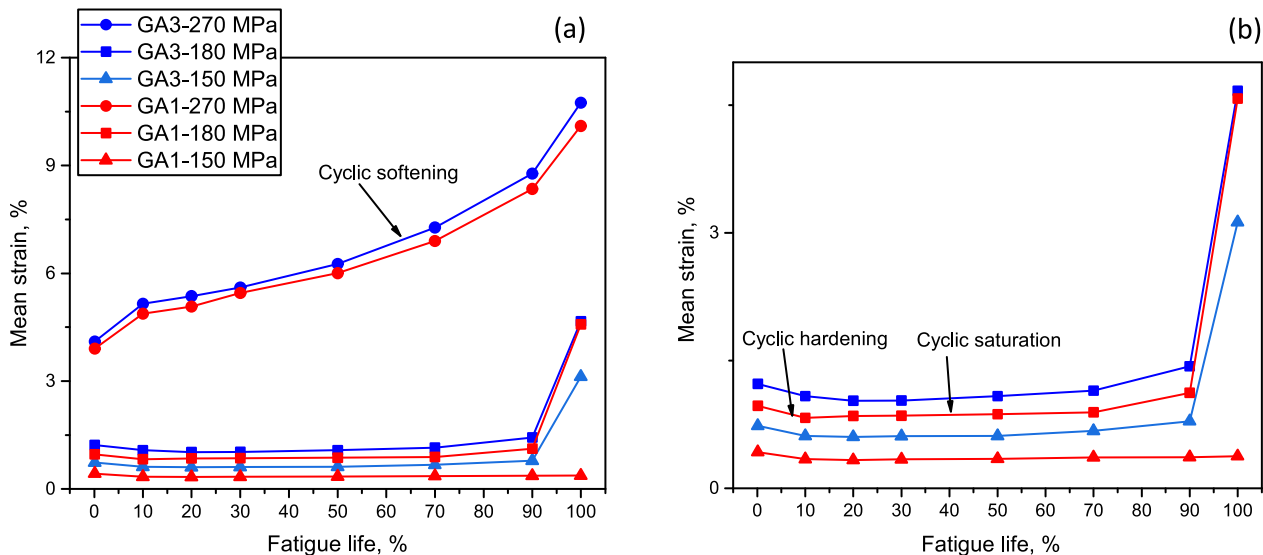 GA3-270 MPa
GA3-180 MPa
GA3-150 MPa
GA1-270 MPa
GA1-180 MPa
GA1-150 MPa
(a)
12
9
6
3
0
Mean strain, %
Cyclic softening
0 10 20 30 40 50 60 70 80 90 100
Fatigue life, %
(b)
3
0
Mean strain, %
Cyclic hardening
Cyclic saturation
0 10 20 30 40 50 60 70 80 90 100
Fatigue life, %